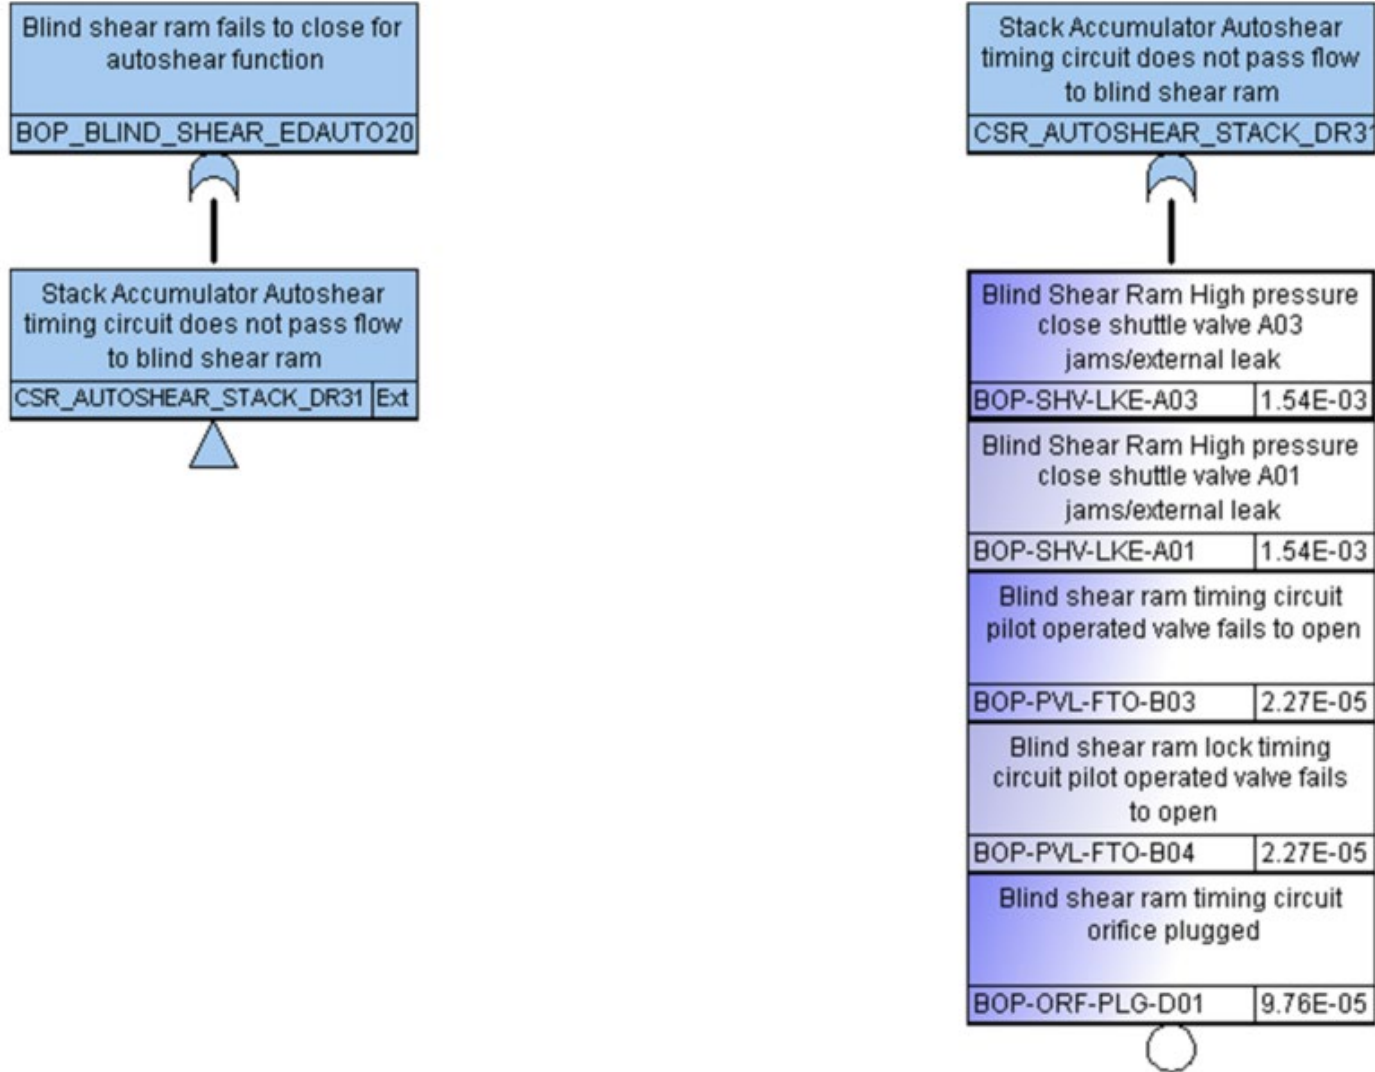 Blind shear ram fails to close for
autoshear function
BOP_BLIND_SHEAR_EDAUTO20
Stack Accumulator Autoshear
timing circuit does not pass flow
to blind shear ram
CSR_AUTOSHEAR_STACK_DR31 Ext
Stack Accumulator Autoshear
timing circuit does not pass flow
to blind shear ram
CSR_AUTOSHEAR_STACK_DR31
Blind Shear Ram High pressure
close shuttle valve A03
jams/external leak
BOP-SHV-LKE-A03 1.54E-03
Blind Shear Ram High pressure
close shuttle valve A01
jams/external leak
BOP-SHV-LKE-A01 1.54E-03
Blind shear ram timing circuit
pilot operated valve fails to open
BOP-PVL-FTO-B03 2.27E-05
Blind shear ram lock timing
circuit pilot operated valve fails
to open
BOP-PVL-FTO-B04 2.27E-05
Blind shear ram timing circuit
orifice plugged
BOP-ORF-PLG-D01 9.76E-05